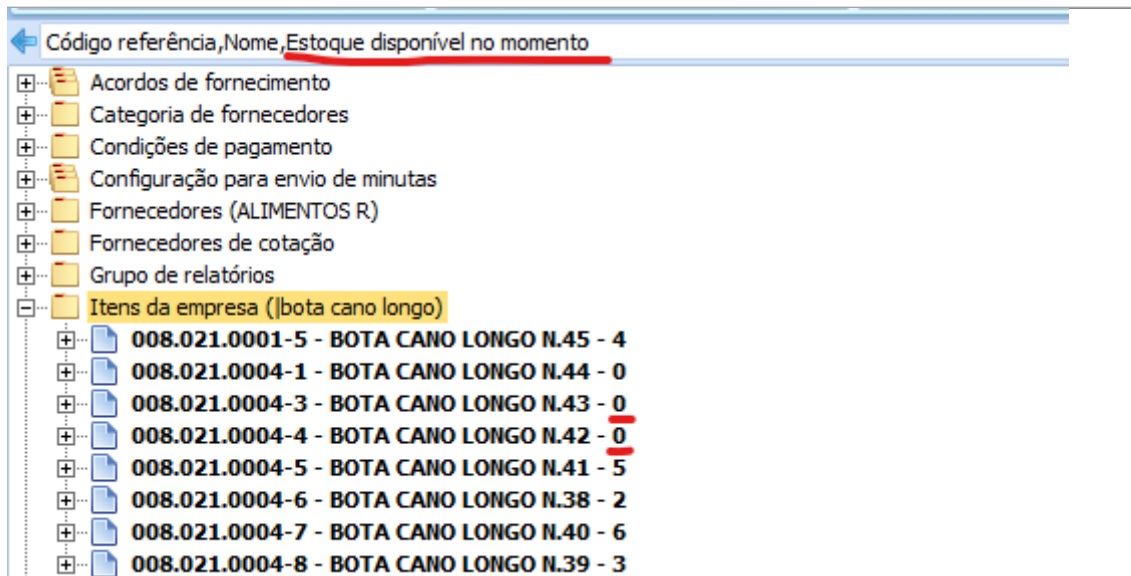 Código referência,Nome,Estoque disponível no momento
Acordos de fornecimento
Categoria de fornecedores
Condições de pagamento
Configuração para envio de minutas
Fornecedores (ALIMENTOS R)
Fornecedores de cotação
Grupo de relatórios
Itens da empresa (|bota cano longo)
008.021.0001-5 - BOTA CANO LONGO N.45 - 4
008.021.0004-1 - BOTA CANO LONGO N.44 - 0
008.021.0004-3 - BOTA CANO LONGO N.43 - 0
008.021.0004-4 - BOTA CANO LONGO N.42 - 0
008.021.0004-5 - BOTA CANO LONGO N.41 - 5
008.021.0004-6 - BOTA CANO LONGO N.38 - 2
008.021.0004-7 - BOTA CANO LONGO N.40 - 6
008.021.0004-8 - BOTA CANO LONGO N.39 - 3